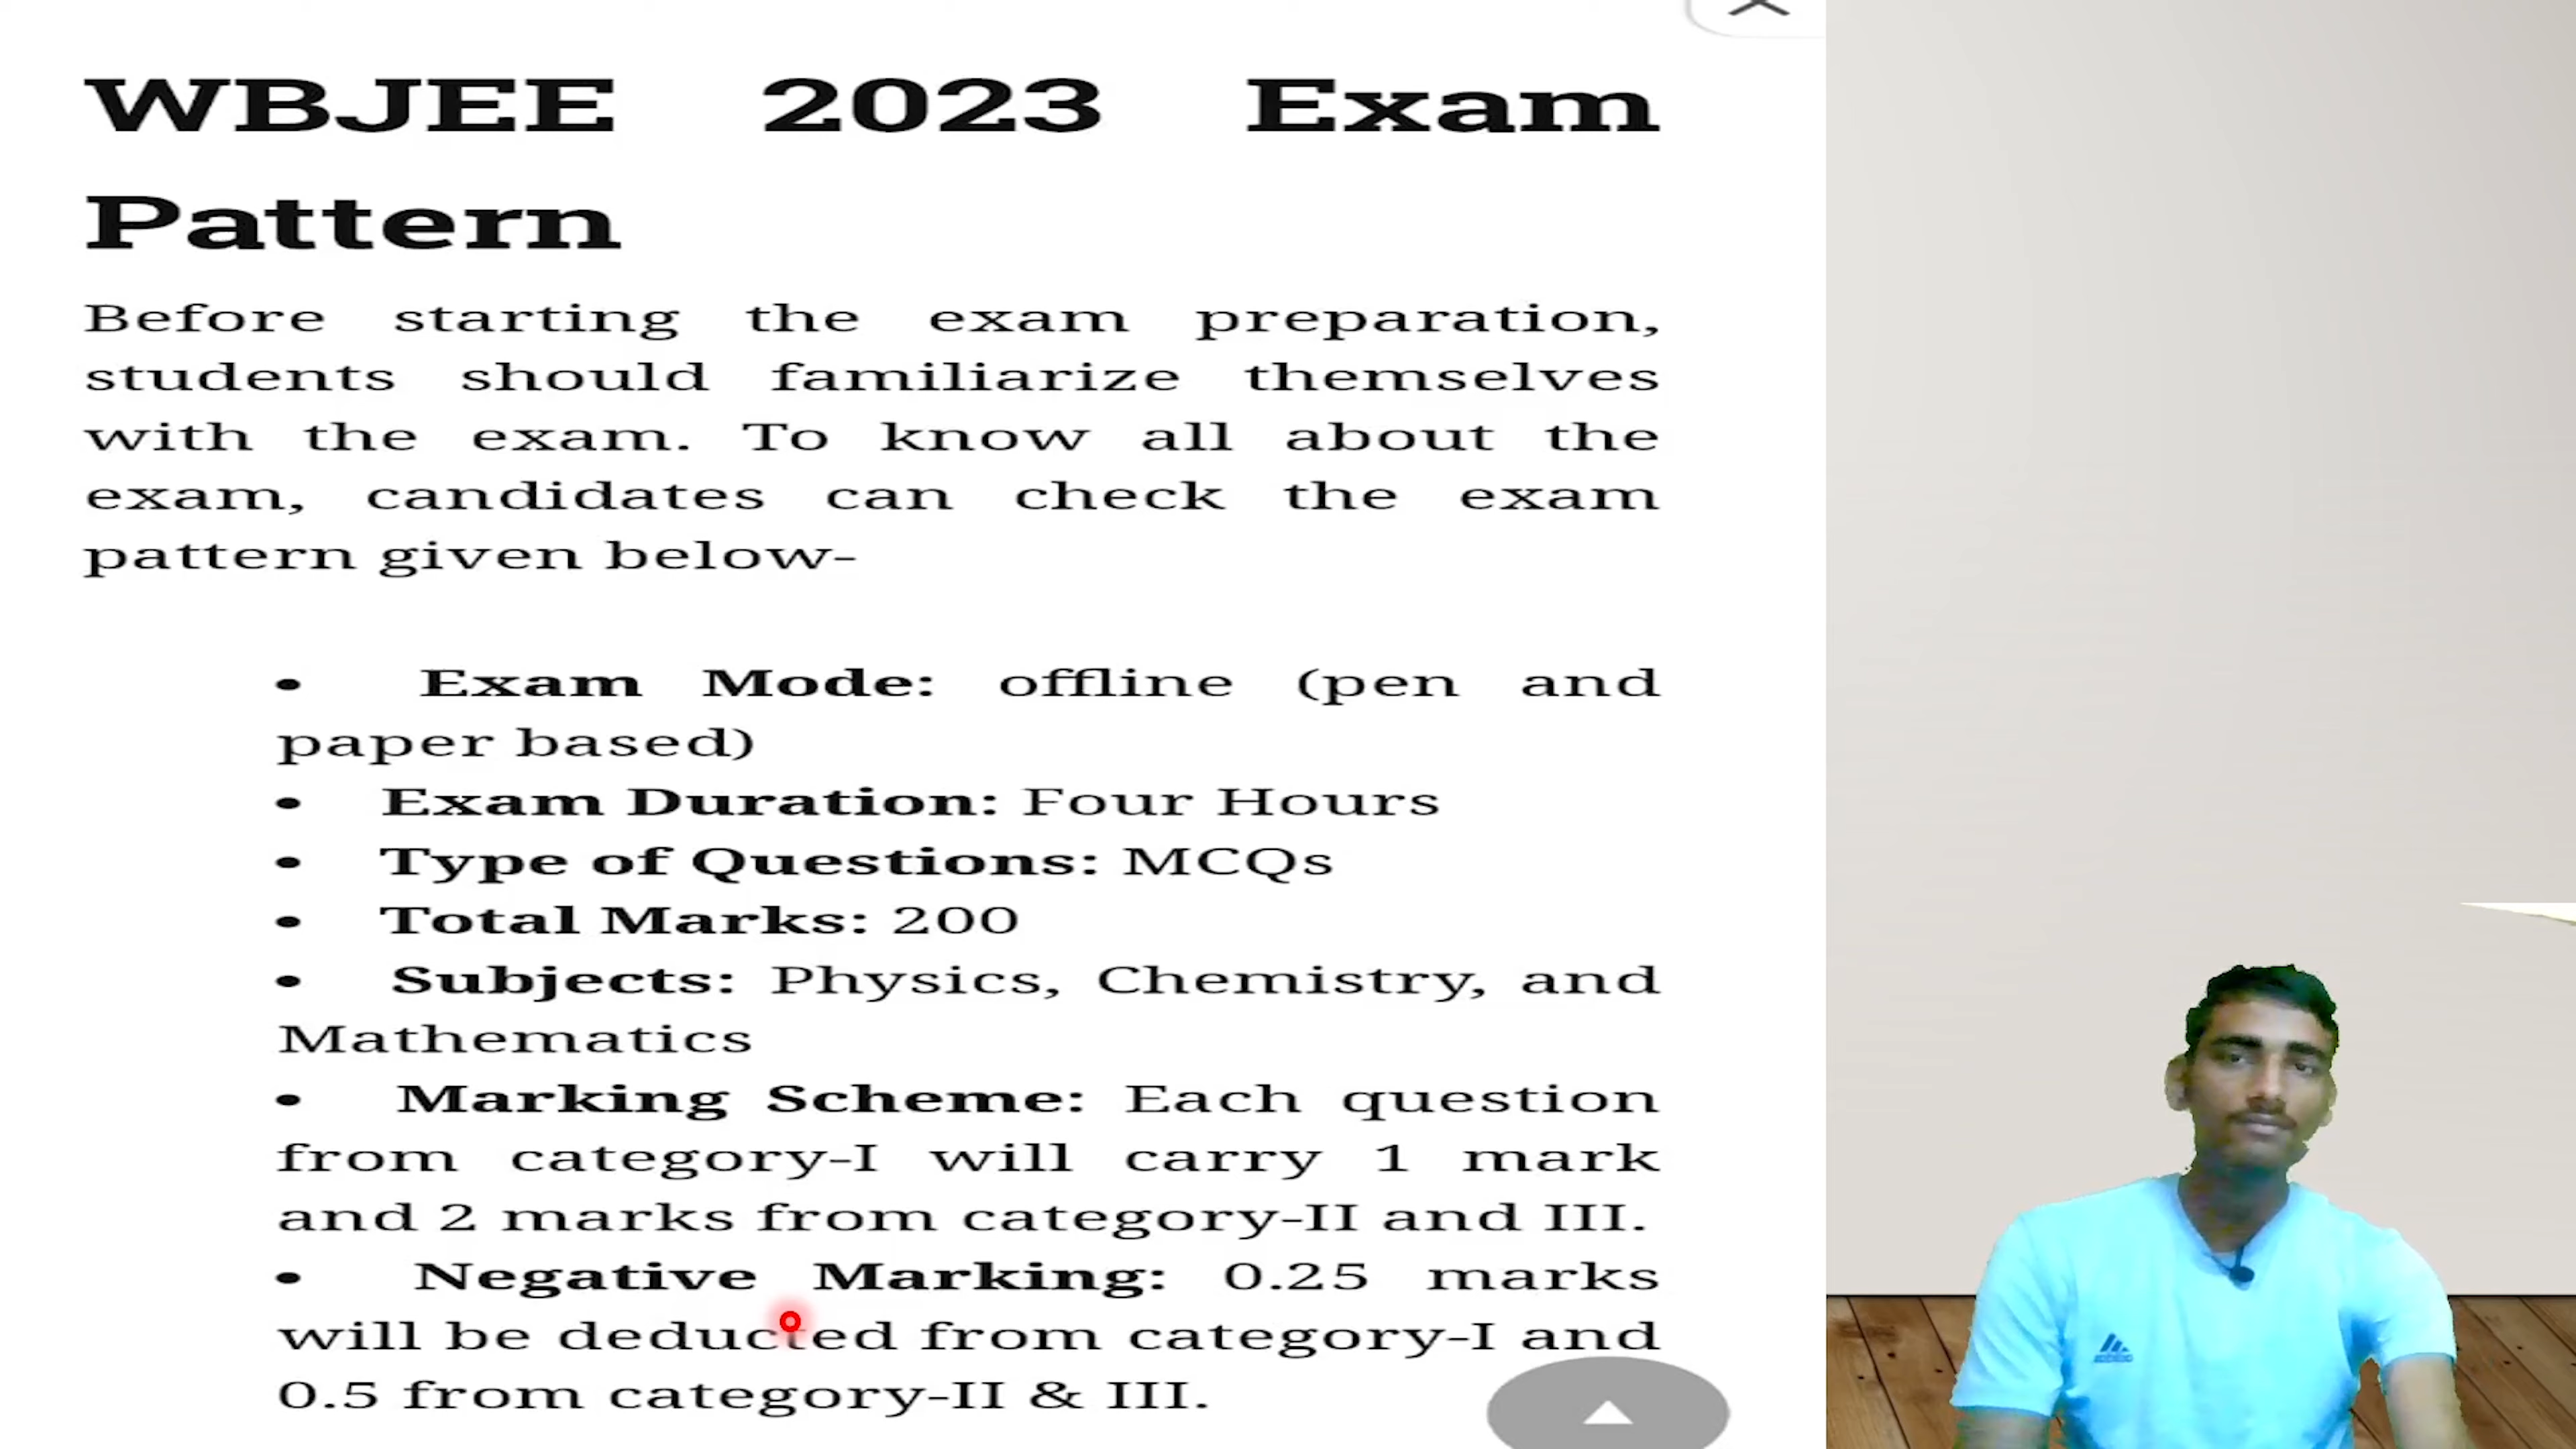 WBJEE 2023 Exam
Pattern
Before starting the exam preparation,
students should familiarize themselves
with the exam. To know all about the
exam, candidates can check the exam
pattern given below-
• Exam Mode: offline (pen and
paper based)
• Exam Duration: Four Hours
• Type of Questions: MCQs
• Total Marks: 200
• Subjects: Physics, Chemistry, and
Mathematics
• Marking Scheme: Each question
from category-I will carry 1 mark
and 2 marks from category-II and III.
• Negative Marking: 0.25 marks
will be deducted from category-I and
0.5 from category-II & III.